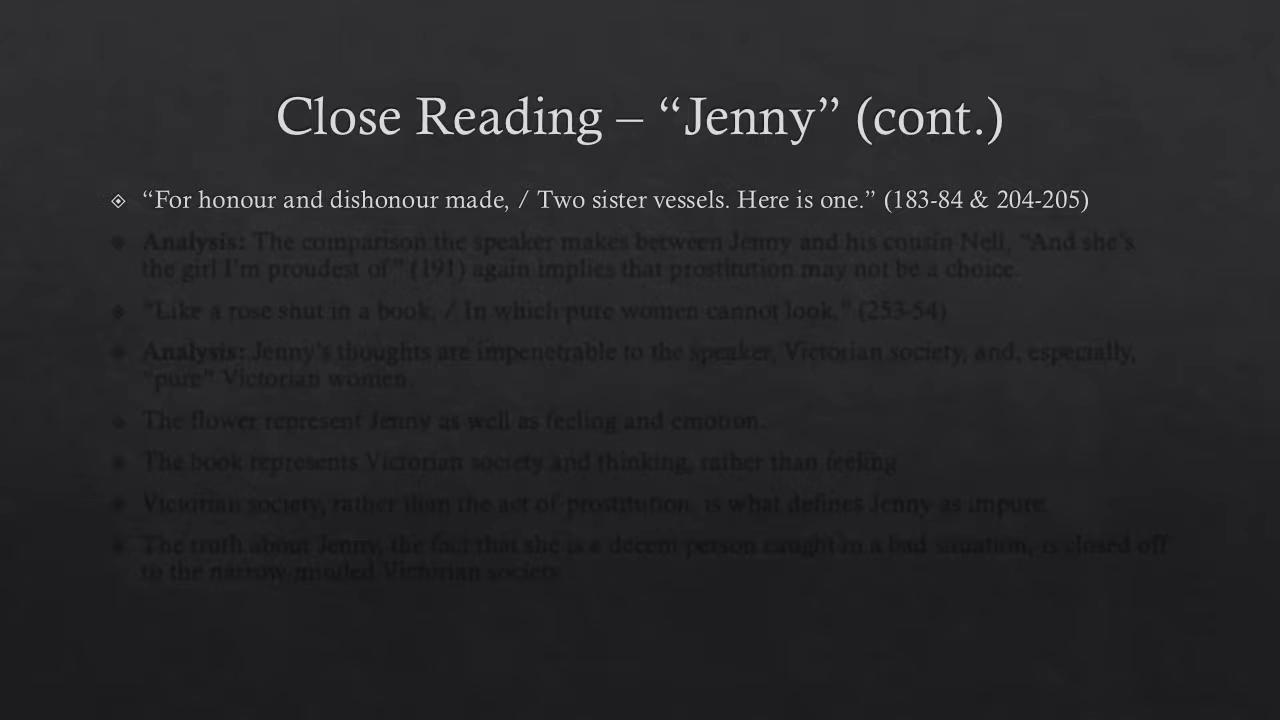 Close Reading – “Jenny” (cont.)
“For honour and dishonour made, / Two sister vessels. Here is one.” (183-84 & 204-205)
Analysis: The comparison the speaker makes between Jenny and his cousin Nell, “And she’s
the girl I’m proudest of” (191) again implies that prostitution may not be a choice.
“Like a rose shut in a book, / In which pure women cannot look,” (253-54)
Analysis: Jenny’s thoughts are impenetrable to the speaker, Victorian society, and, especially,
“pure” Victorian women.
The flower represent Jenny as well as feeling and emotion.
The book represents Victorian society and thinking, rather than feeling
Victorian society, rather than the act of prostitution, is what defines Jenny as impure.
The truth about Jenny, the fact that she is a decent person caught in a bad situation, is closed off
to the narrow-minded Victorian society.